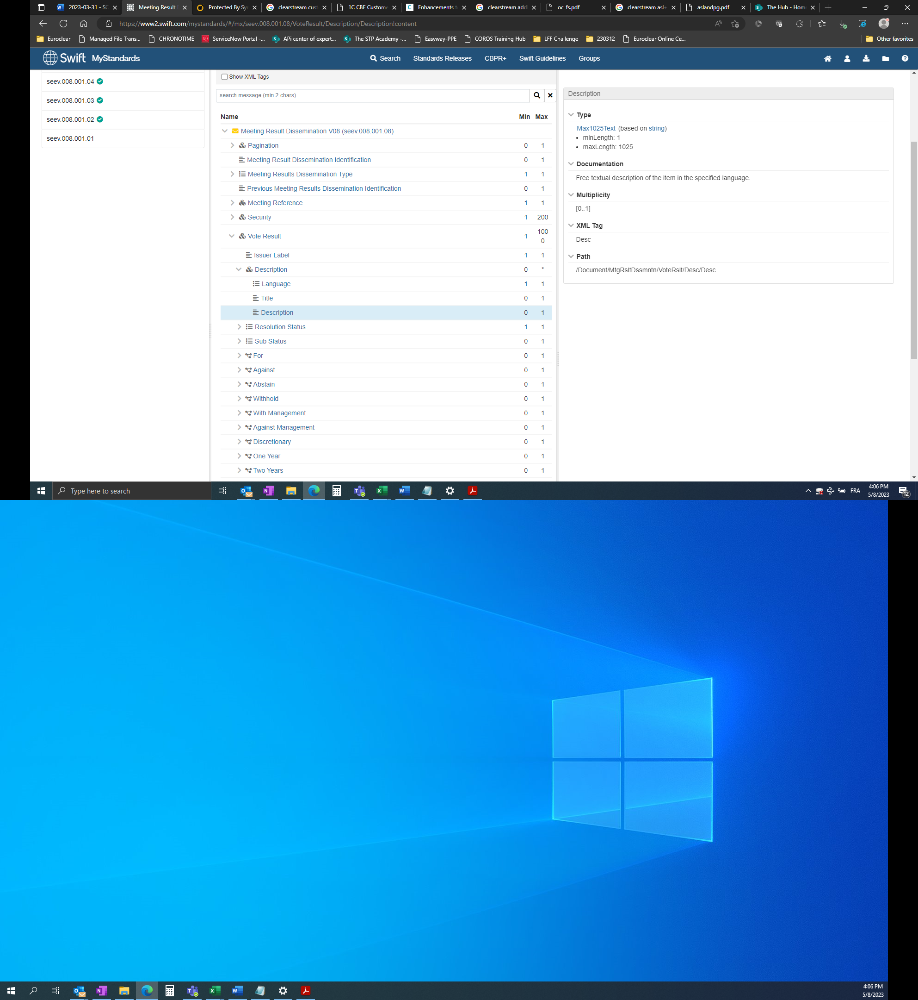 2023-03-31 - SC
Meeting Result
Protected By Syr
clearstream cust
1C CBF Custome
Enhancements t
clearstream add
oc_fs.pdf
clearstream asl
aslandpg.pdf
The Hub - Hom
https://www2.swift.com/mystandards/#/mx/seev.008.001.08/VoteResult/Description/Description!content
Euroclear
Managed File Trans...
CHRONOTIME
ServiceNow Portal -...
APi center of expert...
The STP Academy -...
Easyway-PPE
COROS Training Hub
LFF Challenge
230312
Euroclear Online Ce...
Other favorites
Swift MyStandards
Search
Standards Releases
CBPR+
Swift Guidelines
Groups
seev.008.001.04
seev.008.001.03
seev.008.001.02
seev.008.001.01
Show XML Tags
search message (min 2 chars)
Name Min Max
Meeting Result Dissemination V08 (seev.008.001.08)
Pagination 0 1
Meeting Result Dissemination Identification 0 1
Meeting Results Dissemination Type 1 1
Previous Meeting Results Dissemination Identification 0 1
Meeting Reference 1 1
Security 1 200
Vote Result 1 100
0
Issuer Label 1 1
Description 0 *
Language 1 1
Title 0 1
Description 0 1
Resolution Status 1 1
Sub Status 0 1
For 0 1
Against 0 1
Abstain 0 1
Withhold 0 1
With Management 0 1
Against Management 0 1
Discretionary 0 1
One Year 0 1
Two Years 0 1
Description
Type
Max1025Text (based on string)
• minLength: 1
• maxLength: 1025
Documentation
Free textual description of the item in the specified language.
Multiplicity
[0..1]
XML Tag
Desc
Path
/Document/MtgRsltDssmntn/VoteRslt/Desc/Desc
Type here to search
FRA
4:06 PM
5/8/2023
12
4:06 PM
5/8/2023